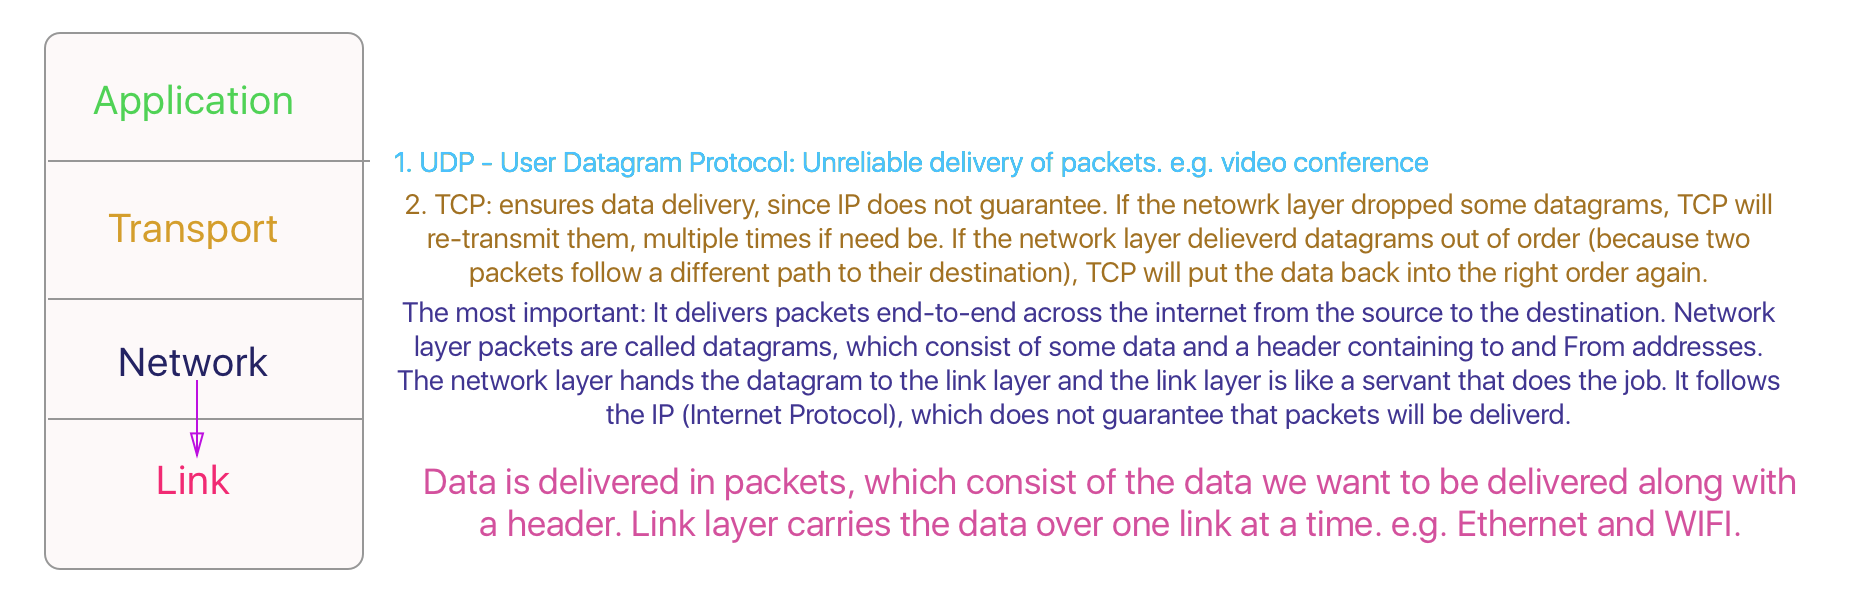 Application
1. UDP - User Datagram Protocol: Unreliable delivery of packets. e.g. video conference
Transport
2. TCP: ensures data delivery, since IP does not guarantee. If the netowrk layer dropped some datagrams, TCP will
re-transmit them, multiple times if need be. If the network layer delieverd datagrams out of order (because two
packets follow a different path to their destination), TCP will put the data back into the right order again.
Network
The most important: It delivers packets end-to-end across the internet from the source to the destination. Network
layer packets are called datagrams, which consist of some data and a header containing to and From addresses.
The network layer hands the datagram to the link layer and the link layer is like a servant that does the job. It follows
the IP (Internet Protocol), which does not guarantee that packets will be deliverd.
Link
Data is delivered in packets, which consist of the data we want to be delivered along with
a header. Link layer carries the data over one link at a time. e.g. Ethernet and WIFI.